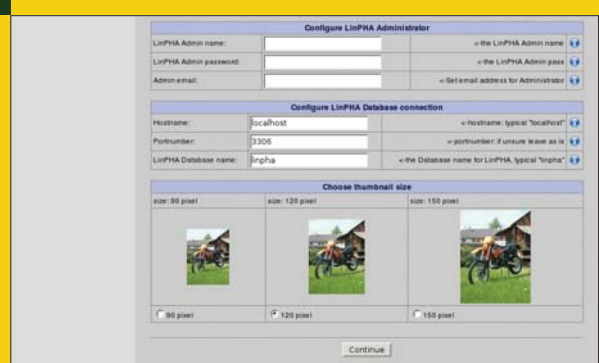 Configure LinPHA Administrator
LinPHA Admin name: <-the LinPHA Admin name
LinPHA Admin password: <-the LinPHA Admin pass
Admin email: <-Set email address for Administrator
Configure LinPHA Database connection
Hostname: localhost <-hostname: typical "localhost"
Portnumber: 3306 <-portnumber: if unsure leave as is
LinPHA Database name: linpha <-the Database name for LinPHA, typical "linpha"
Choose thumbnail size
size: 90 pixel size: 120 pixel size: 150 pixel
90 pixel 120 pixel 150 pixel
Continue